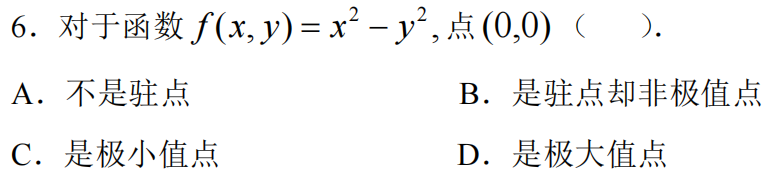 6. 对于函数 f(x, y) = x² − y², 点 (0,0) （  ）.
A. 不是驻点 B. 是驻点却非极值点
C. 是极小值点 D. 是极大值点